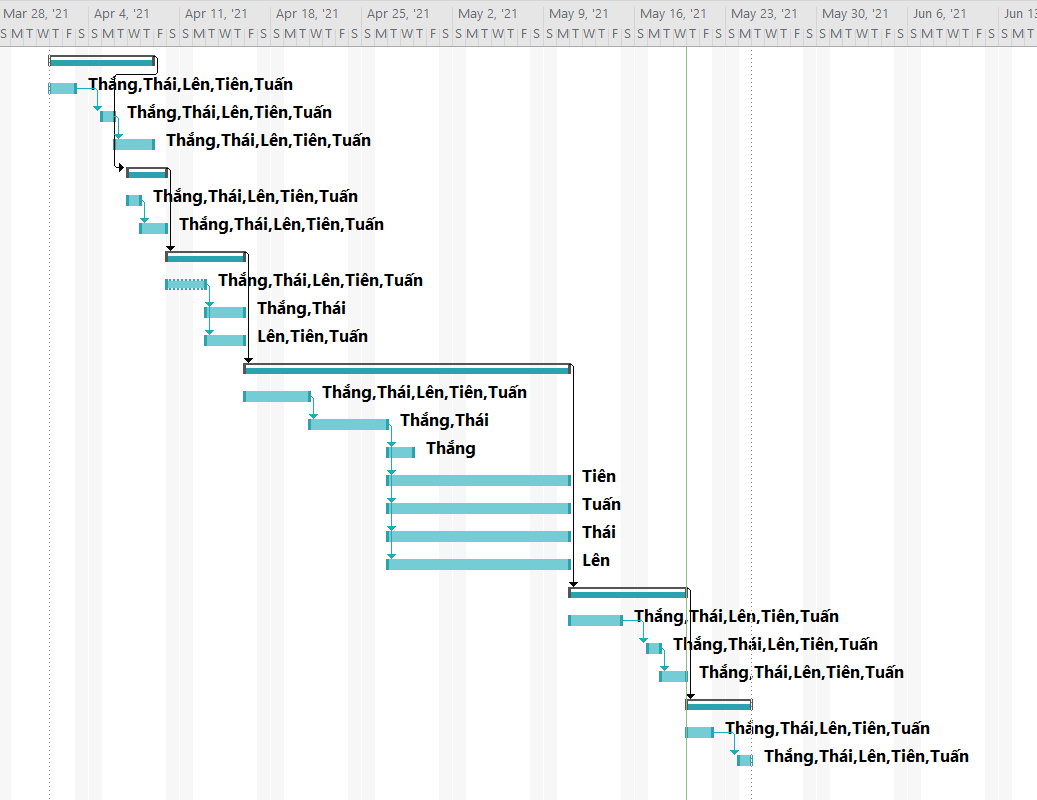 Mar 28, '21 Apr 4, '21 Apr 11, '21 Apr 18, '21 Apr 25, '21 May 2, '21 May 9, '21 May 16, '21 May 23, '21 May 30, '21 Jun 6, '21 Jun 13
S M T W T F S S M T W T F S S M T W T F S S M T W T F S S M T W T F S S M T W T F S S M T W T F S S M T W T F S S M T W T F S S M T W T F S S M T W T F S S M T
Thắng,Thái,Lên,Tiên,Tuấn
Thắng,Thái,Lên,Tiên,Tuấn
Thắng,Thái,Lên,Tiên,Tuấn
Thắng,Thái,Lên,Tiên,Tuấn
Thắng,Thái,Lên,Tiên,Tuấn
Thắng,Thái,Lên,Tiên,Tuấn
Thắng,Thái
Lên,Tiên,Tuấn
Thắng,Thái,Lên,Tiên,Tuấn
Thắng,Thái
Thắng
Tiên
Tuấn
Thái
Lên
Thắng,Thái,Lên,Tiên,Tuấn
Thắng,Thái,Lên,Tiên,Tuấn
Thắng,Thái,Lên,Tiên,Tuấn
Thắng,Thái,Lên,Tiên,Tuấn
Thắng,Thái,Lên,Tiên,Tuấn